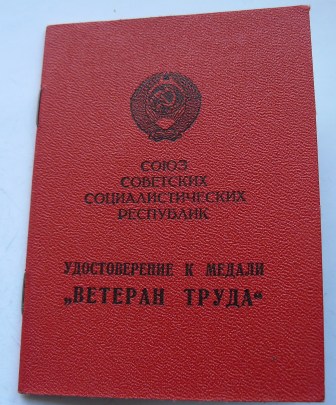 СОЮЗ
СОВЕТСКИХ
СОЦИАЛИСТИЧЕСКИХ
РЕСПУБЛИК
УДОСТОВЕРЕНИЕ К МЕДАЛИ
„ВЕТЕРАН ТРУДА“